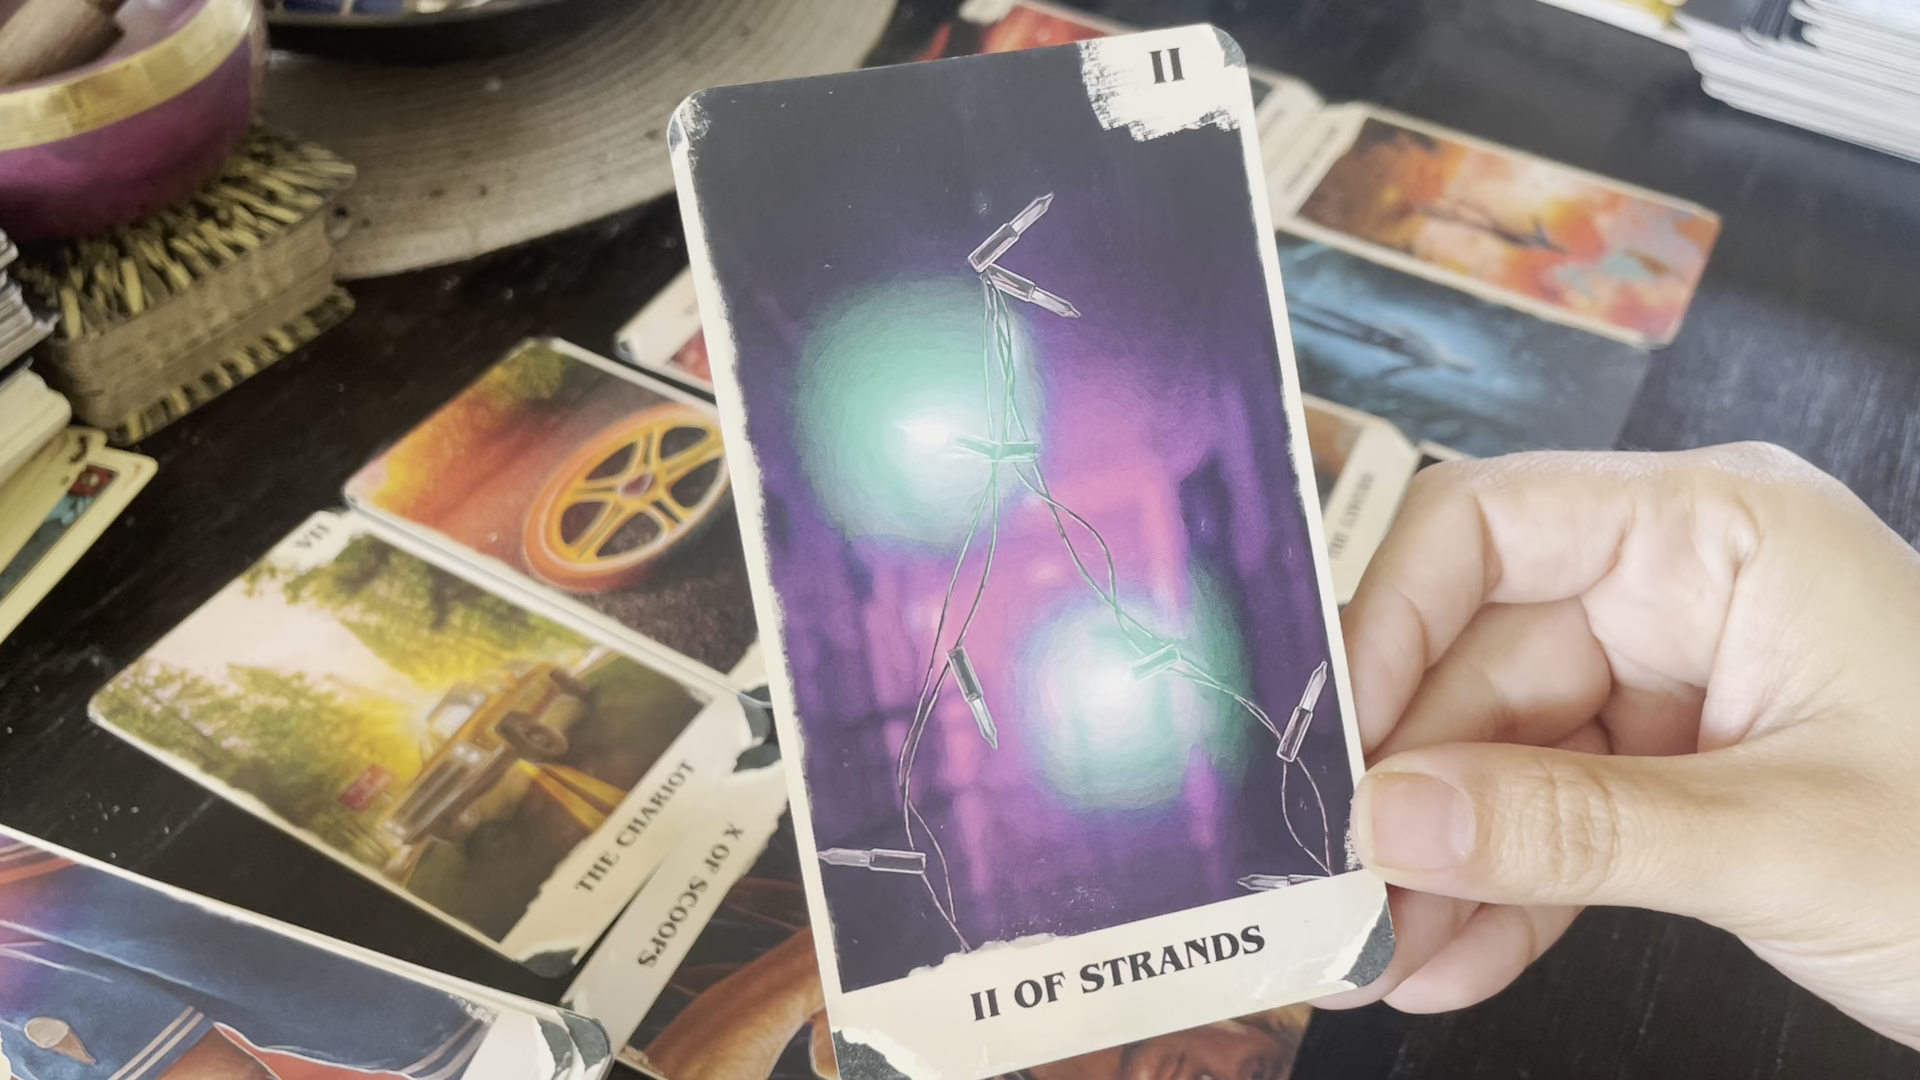 II
II OF STRANDS
VII
THE CHARIOT
X OF SCOOPS